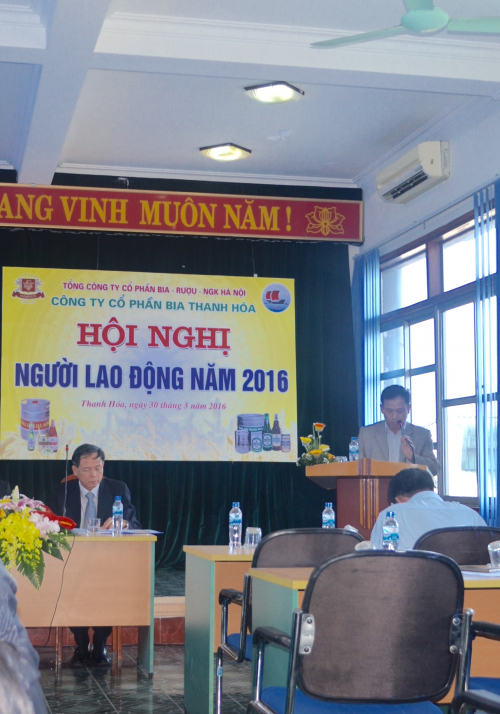 ANG VINH MUÔN NĂM!
TỔNG CÔNG TY CỔ PHẦN BIA - RƯỢU - NGK HÀ NỘI
CÔNG TY CỔ PHẦN BIA THANH HÓA
HỘI NGHỊ
NGƯỜI LAO ĐỘNG NĂM 2016
Thanh Hóa, ngày 30 tháng 3 năm 2016